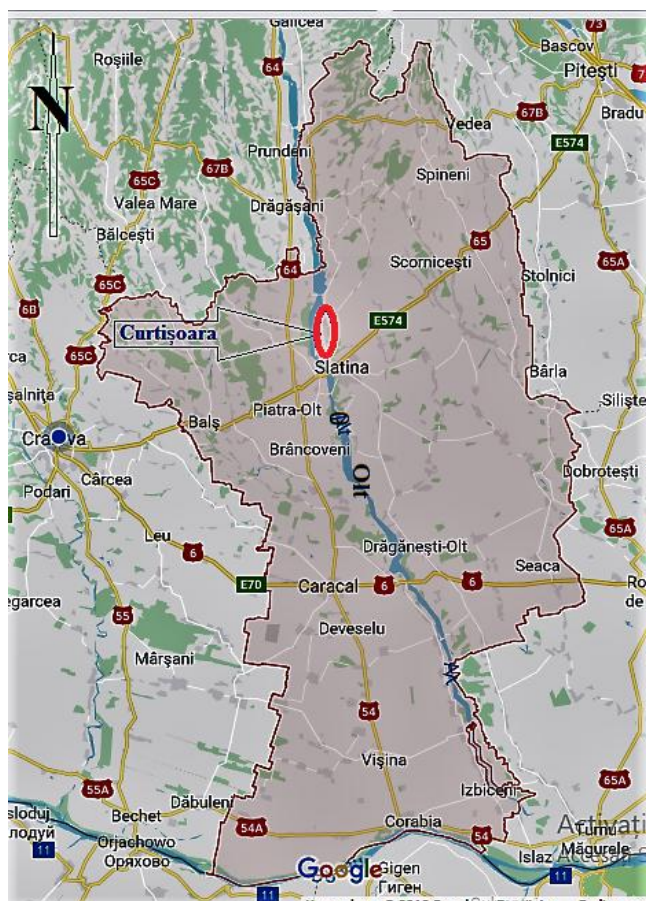 Galicea
73
Bascov
Roșiile
64
Pitești
N
67B
Bradu
Vedea
E574
Prundeni
67B
65C
Spineni
Valea Mare
Drăgășani
65
65A
Bălcești
Scornicești
64
Stolnici
65C
6B
E574
Curtișoara
65C
Slatina
Bârla
Piatra-Olt
Siliște
Balș
Brâncoveni
Craiova
Cârcea
Olt
Dobrotești
Podari
65A
Leu
Drăgănești-Olt
6
Seaca
E70
Caracal
6
6
55
Deveselu
Mârșani
54
Vișina
65A
55A
Izbiceni
Dăbuleni
Bechet
Corabia
54A
54
Activați
Turnu
Măgurele
Orjachowo
Оряхово
Islaz
11
Google
Gigen
Гиген
11
11